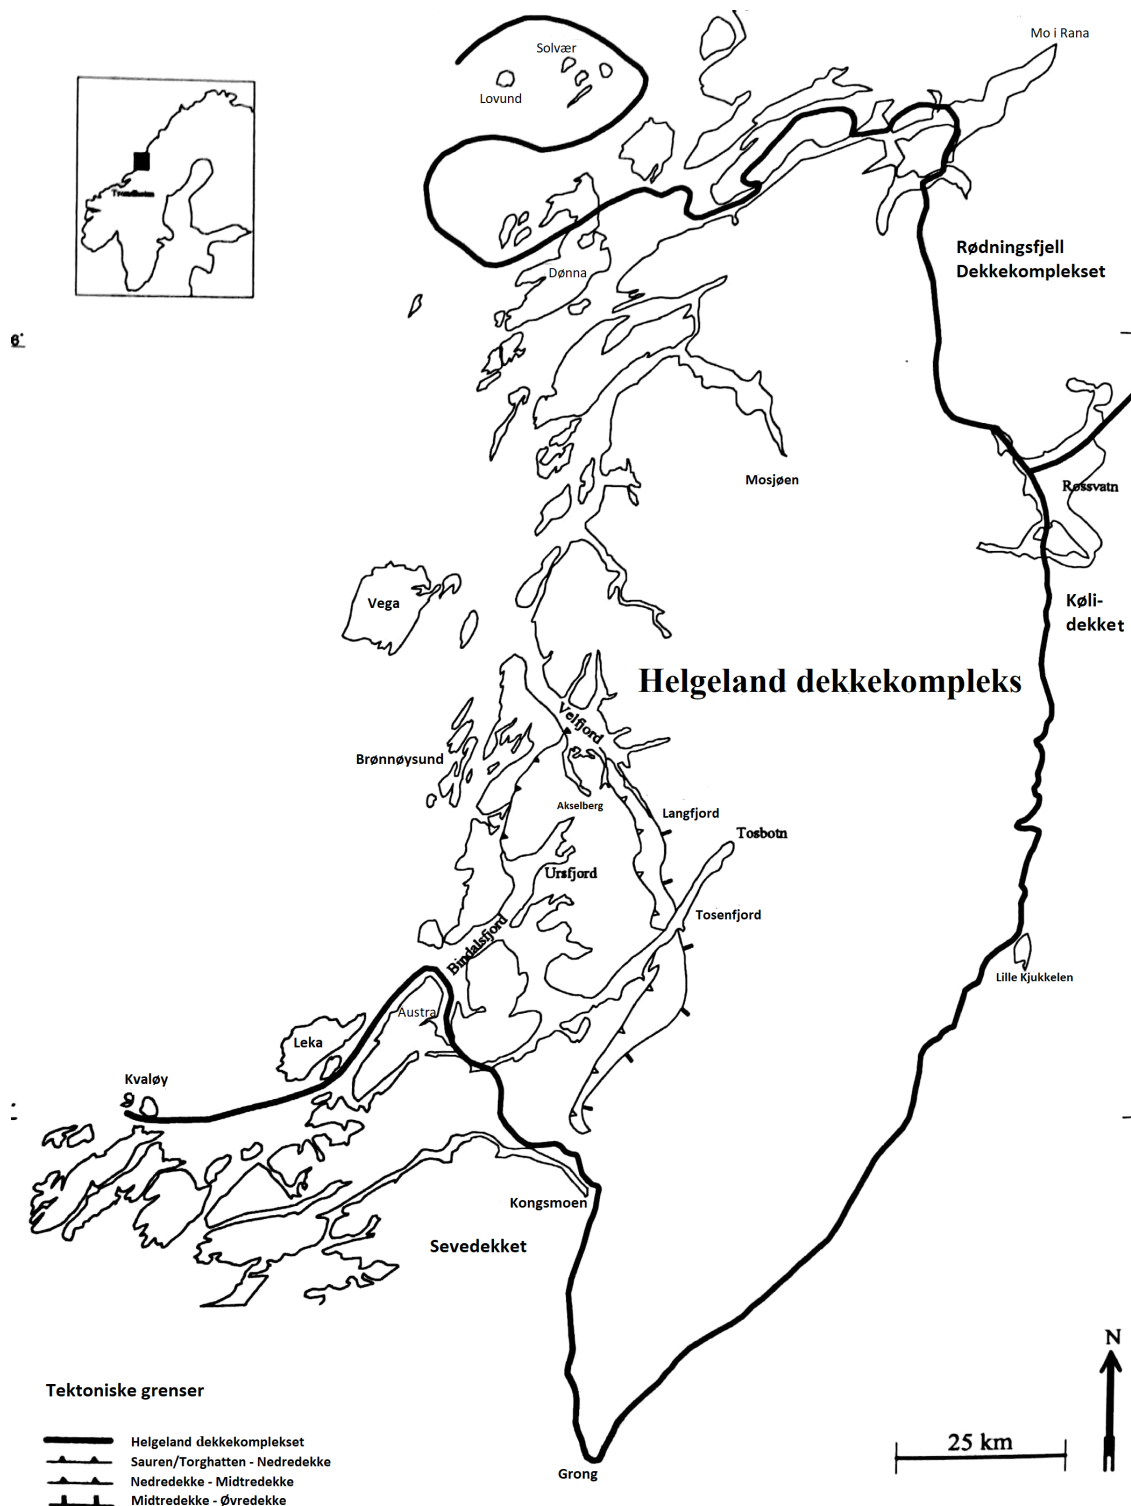 Mo i Rana
Solvær
Lovund
Rødningsfjell
Dekkekomplekset
Dønna
6°
Mosjøen
Røssvatn
Vega
Køli-
dekket
Helgeland dekkekompleks
Velfjord
Brønnøysund
Akselberg
Langfjord
Tosbotn
Ursfjord
Tosenfjord
Bindalsfjord
Lille Kjukkelen
Austra
Leka
Kvaløy
Kongsmoen
Sevedekket
N
Tektoniske grenser
Helgeland dekkekomplekset
Sauren/Torghatten - Nedredekke
Nedredekke - Midtredekke
Midtredekke - Øvredekke
25 km
Grong